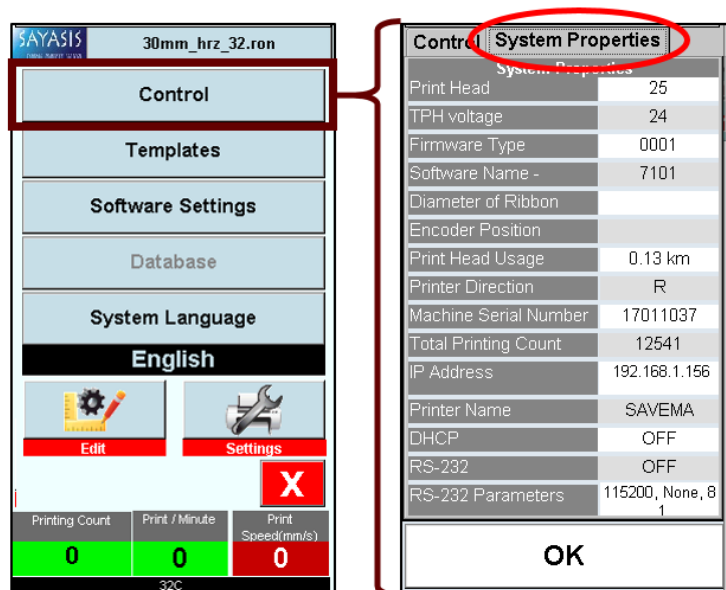 SAYASIS
30mm_hrz_32.ron
Control
Templates
Software Settings
Database
System Language
English
Edit
Settings
X
Printing Count
Print / Minute
Print
Speed(mm/s)
0
0
0
32C
Control
System Properties
System Properties
Print Head
25
TPH voltage
24
Firmware Type
0001
Software Name -
7101
Diameter of Ribbon
Encoder Position
Print Head Usage
0.13 km
Printer Direction
R
Machine Serial Number
17011037
Total Printing Count
12541
IP Address
192.168.1.156
Printer Name
SAVEMA
DHCP
OFF
RS-232
OFF
RS-232 Parameters
115200, None, 8
1
OK